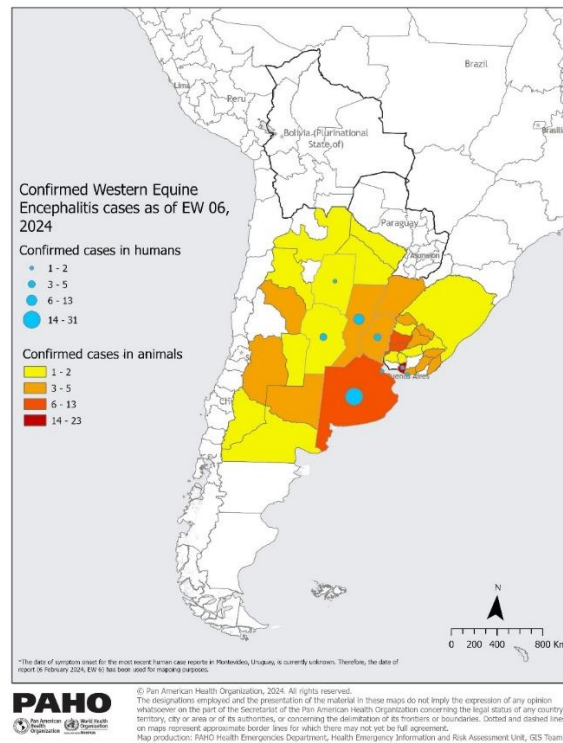 Brazil
Lima
Peru
Bolivia (Plurinational
State of)
Confirmed Western Equine
Encephalitis cases as of EW 06,
2024
Paraguay
Asuncion
Confirmed cases in humans
1 - 2
3 - 5
6 - 13
14 - 31
Confirmed cases in animals
1 - 2
3 - 5
6 - 13
14 - 23
Buenos Aires
N
0 200 400 800 Km
*The date of symptom onset for the most recent human case reporte in Montevideo, Uruguay, is currently unknown. Therefore, the date of
report (6 February 2024, EW 6) has been used for mapping purposes.
PAHO
Pan American
Health
Organization
World Health
Organization
© Pan American Health Organization, 2024. All rights reserved.
The designations employed and the presentation of the material in these maps do not imply the expression of any opinion
whatsoever on the part of the Secretariat of the Pan American Health Organization concerning the legal status of any country,
territory, city or area or of its authorities, or concerning the delimitation of its frontiers or boundaries. Dotted and dashed lines
on maps represent approximate border lines for which there may not yet be full agreement.
Map production: PAHO Health Emergencies Department, Health Emergency Information and Risk Assessment Unit, GIS Team